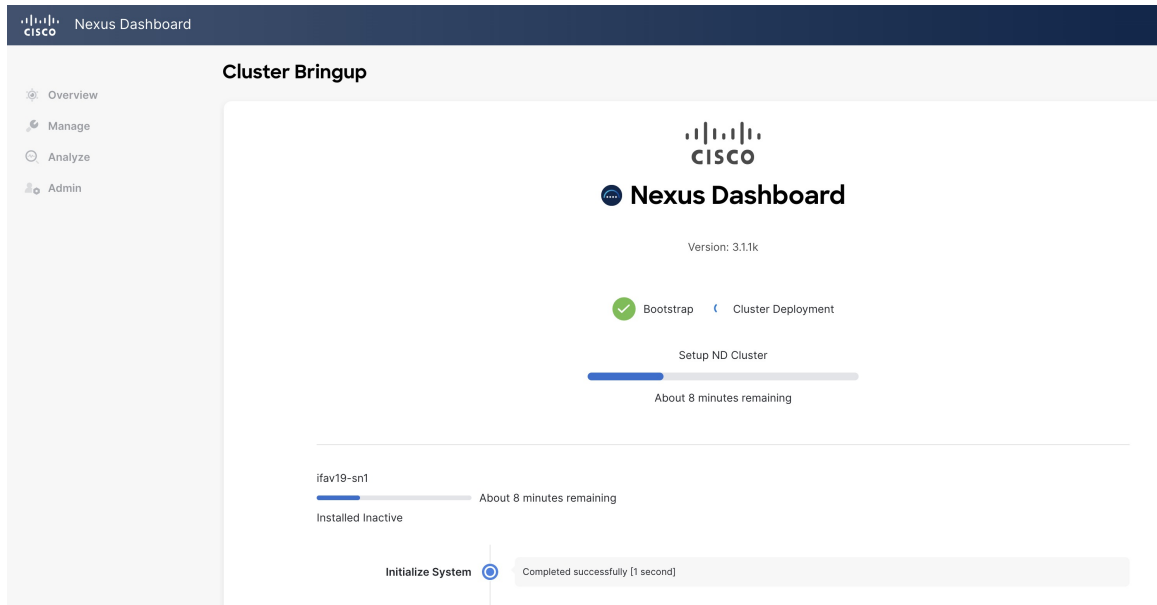 CISCO Nexus Dashboard
Cluster Bringup
Overview
Manage
Analyze
Admin
CISCO
Nexus Dashboard
Version: 3.1.1k
Bootstrap Cluster Deployment
Setup ND Cluster
About 8 minutes remaining
ifav19-sn1
About 8 minutes remaining
Installed Inactive
Initialize System Completed successfully [1 second]